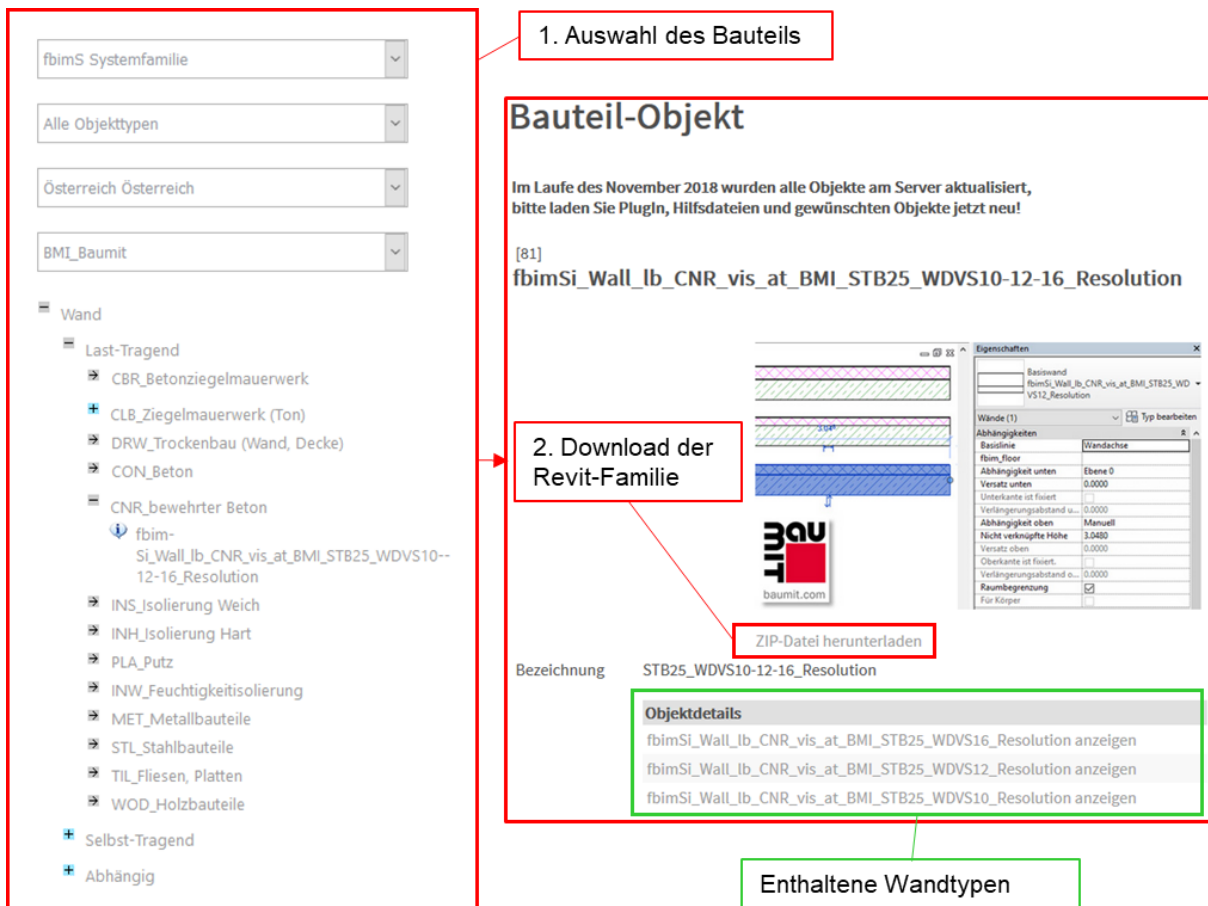 1. Auswahl des Bauteils
fbimS Systemfamilie
Alle Objekttypen
Österreich Österreich
BMI_Baumit
Wand
Last-Tragend
CBR_Betonziegelmauerwerk
CLB_Ziegelmauerwerk (Ton)
DRW_Trockenbau (Wand, Decke)
CON_Beton
CNR_bewehrter Beton
fbim-
Si_Wall_lb_CNR_vis_at_BMI_STB25_WDVS10--
12-16_Resolution
INS_Isolierung Weich
INH_Isolierung Hart
PLA_Putz
INW_Feuchtigkeitisolierung
MET_Metallbauteile
STL_Stahlbauteile
TIL_Fliesen, Platten
WOD_Holzbauteile
Selbst-Tragend
Abhängig
Bauteil-Objekt
Im Laufe des November 2018 wurden alle Objekte am Server aktualisiert,
bitte laden Sie PlugIn, Hilfsdateien und gewünschten Objekte jetzt neu!
[81]
fbimSi_Wall_lb_CNR_vis_at_BMI_STB25_WDVS10-12-16_Resolution
2. Download der
Revit-Familie
BAU
MIT
baumit.com
Eigenschaften
Basiswand
fbimSi_Wall_lb_CNR_vis_at_BMI_STB25_WD
VS12_Resolution
Wände (1)
Typ bearbeiten
Abhängigkeiten
Basislinie Wandachse
fbim_floor
Abhängigkeit unten Ebene 0
Versatz unten 0.0000
Unterkante ist fixiert
Verlängerungsabstand u... 0.0000
Abhängigkeit oben Manuell
Nicht verknüpfte Höhe 3.0480
Versatz oben 0.0000
Oberkante ist fixiert.
Verlängerungsabstand o... 0.0000
Raumbegrenzung
Für Körper
ZIP-Datei herunterladen
Bezeichnung STB25_WDVS10-12-16_Resolution
Objektdetails
fbimSi_Wall_lb_CNR_vis_at_BMI_STB25_WDVS16_Resolution anzeigen
fbimSi_Wall_lb_CNR_vis_at_BMI_STB25_WDVS12_Resolution anzeigen
fbimSi_Wall_lb_CNR_vis_at_BMI_STB25_WDVS10_Resolution anzeigen
Enthaltene Wandtypen